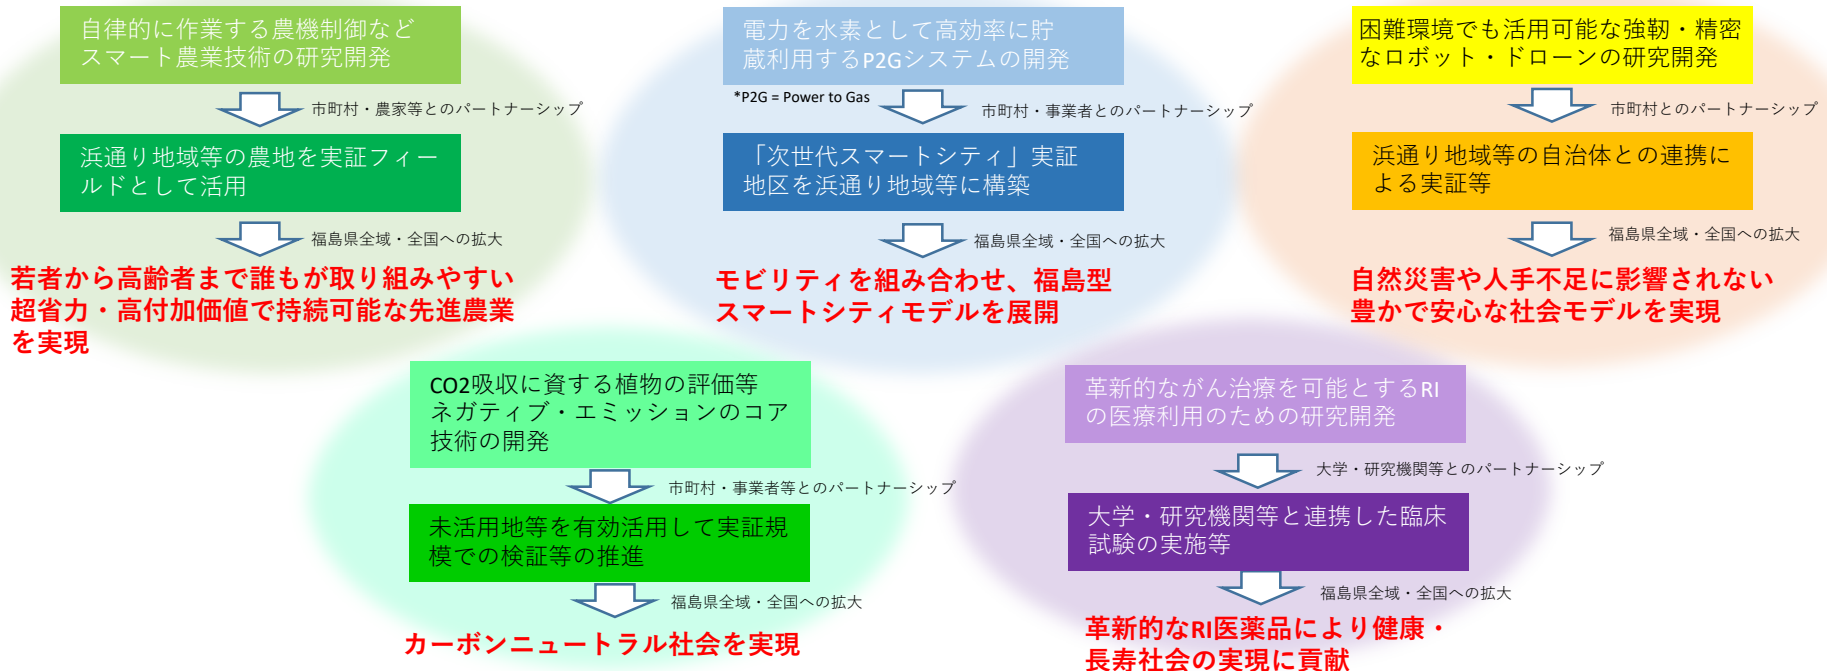 自律的に作業する農機制御など
スマート農業技術の研究開発
市町村・農家等とのパートナーシップ
浜通り地域等の農地を実証フィー
ルドとして活用
福島県全域・全国への拡大
若者から高齢者まで誰もが取り組みやすい
超省力・高付加価値で持続可能な先進農業
を実現
電力を水素として高効率に貯
蔵利用するP2Gシステムの開発
*P2G = Power to Gas
市町村・事業者とのパートナーシップ
「次世代スマートシティ」実証
地区を浜通り地域等に構築
福島県全域・全国への拡大
モビリティを組み合わせ、福島型
スマートシティモデルを展開
困難環境でも活用可能な強靭・精密
なロボット・ドローンの研究開発
市町村とのパートナーシップ
浜通り地域等の自治体との連携に
よる実証等
福島県全域・全国への拡大
自然災害や人手不足に影響されない
豊かで安心な社会モデルを実現
CO2吸収に資する植物の評価等
ネガティブ・エミッションのコア
技術の開発
市町村・事業者等とのパートナーシップ
未活用地等を有効活用して実証規
模での検証等の推進
福島県全域・全国への拡大
カーボンニュートラル社会を実現
革新的ながん治療を可能とするRI
の医療利用のための研究開発
大学・研究機関等とのパートナーシップ
大学・研究機関等と連携した臨床
試験の実施等
福島県全域・全国への拡大
革新的なRI医薬品により健康・
長寿社会の実現に貢献